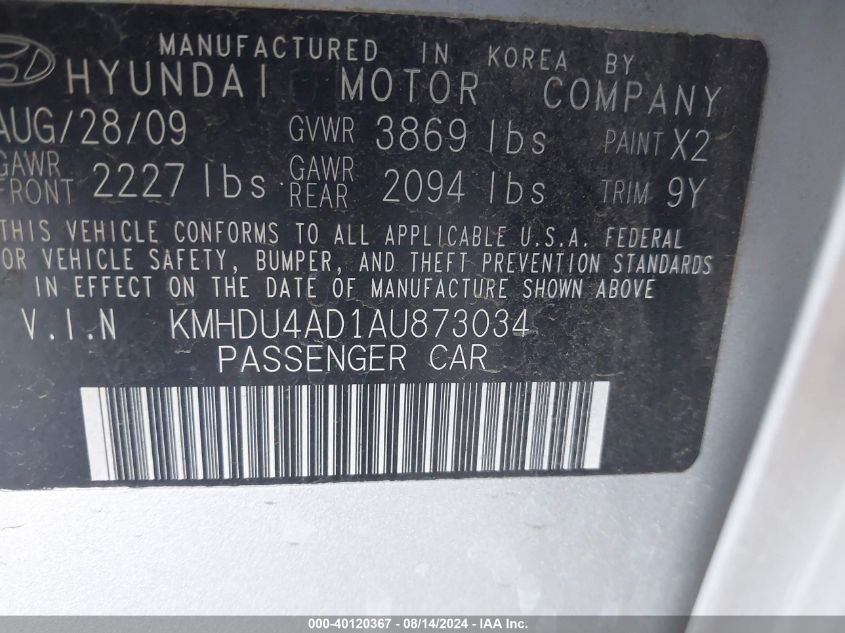 MANUFACTURED IN KOREA BY
HYUNDAI MOTOR COMPANY
AUG/28/09 GVWR 3869 lbs PAINT X2
GAWR FRONT 2227 lbs GAWR REAR 2094 lbs TRIM 9Y
THIS VEHICLE CONFORMS TO ALL APPLICABLE U.S.A. FEDERAL
OR VEHICLE SAFETY, BUMPER, AND THEFT PREVENTION STANDARDS
IN EFFECT ON THE DATE OF MANUFACTURE SHOWN ABOVE
V.I.N KMHDU4AD1AU873034
PASSENGER CAR
000-40120367 - 08/14/2024 - IAA Inc.